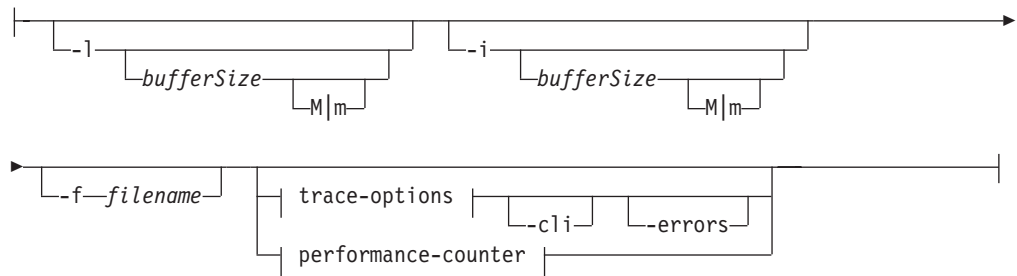 -l -i
bufferSize bufferSize
M|m M|m
-f filename trace-options
-cli -errors
performance-counter